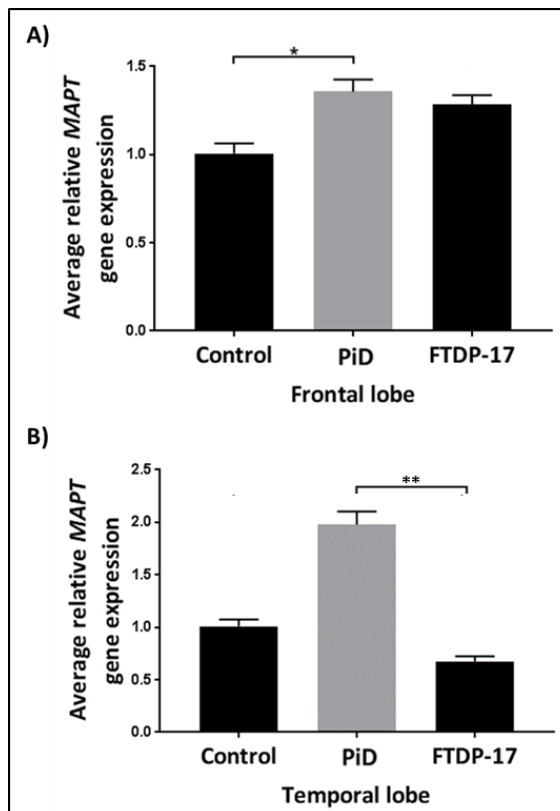 A)
*
Average relative MAPT
gene expression
1.5
1.0
0.5
0.0
Control PiD FTDP-17
Frontal lobe
B)
**
Average relative MAPT
gene expression
2.5
2.0
1.5
1.0
0.5
0.0
Control PiD FTDP-17
Temporal lobe